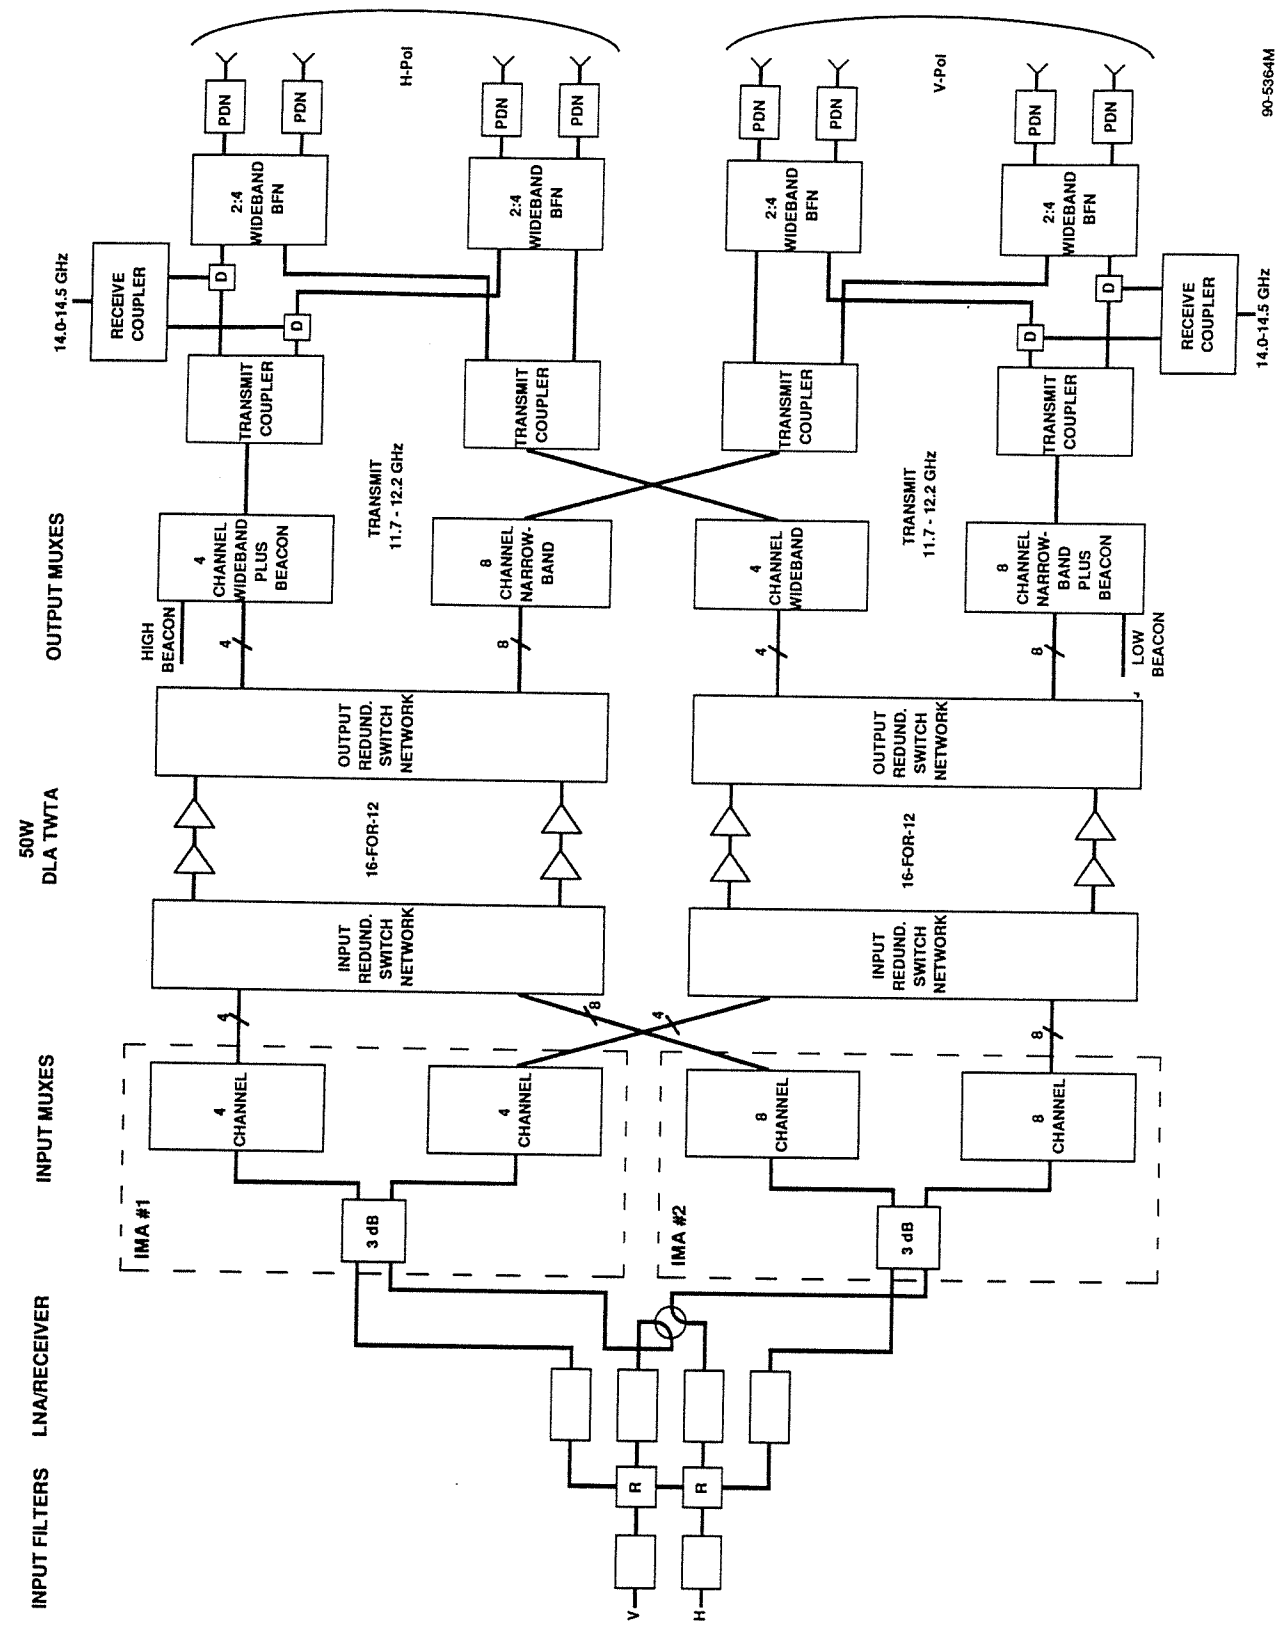 INPUT FILTERS
LNA/RECEIVER
INPUT MUXES
50W
DLA TWTA
OUTPUT MUXES
V
H
R
R
IMA #1
3 dB
4
CHANNEL
4
CHANNEL
IMA #2
3 dB
8
CHANNEL
8
CHANNEL
4
8
4
8
INPUT
REDUND.
SWITCH
NETWORK
INPUT
REDUND.
SWITCH
NETWORK
16-FOR-12
16-FOR-12
OUTPUT
REDUND.
SWITCH
NETWORK
OUTPUT
REDUND.
SWITCH
NETWORK
HIGH
BEACON
4
8
4
8
LOW
BEACON
4
CHANNEL
WIDEBAND
PLUS
BEACON
8
CHANNEL
NARROW-
BAND
4
CHANNEL
WIDEBAND
8
CHANNEL
NARROW-
BAND
PLUS
BEACON
TRANSMIT
11.7 - 12.2 GHz
TRANSMIT
11.7 - 12.2 GHz
TRANSMIT
COUPLER
TRANSMIT
COUPLER
TRANSMIT
COUPLER
TRANSMIT
COUPLER
14.0-14.5 GHz
RECEIVE
COUPLER
D
D
D
D
RECEIVE
COUPLER
14.0-14.5 GHz
2:4
WIDEBAND
BFN
2:4
WIDEBAND
BFN
2:4
WIDEBAND
BFN
2:4
WIDEBAND
BFN
PDN
PDN
PDN
PDN
PDN
PDN
PDN
PDN
H-Pol
V-Pol
90-5364M